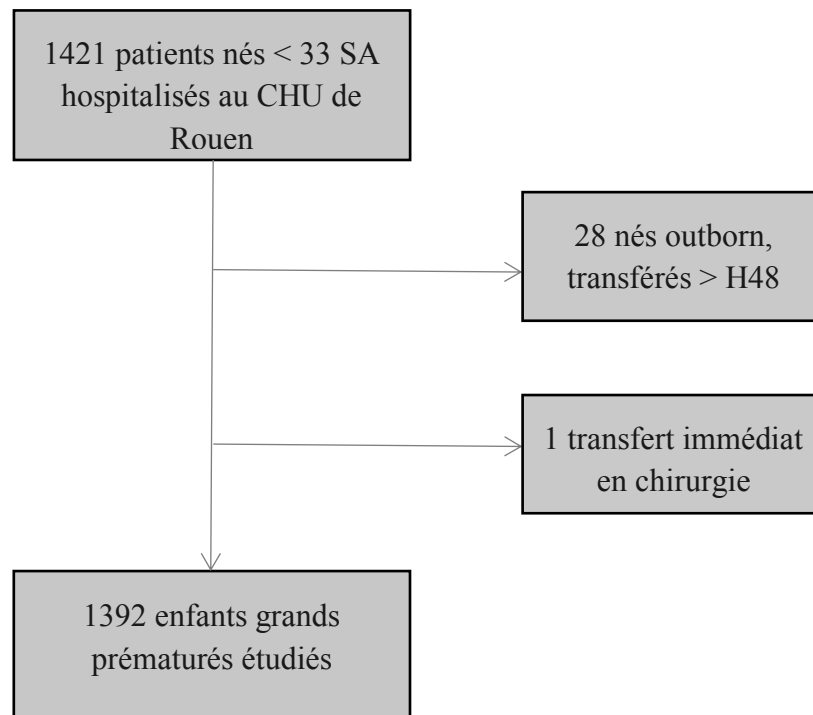 1421 patients nés < 33 SA
hospitalisés au CHU de
Rouen
28 nés outborn,
transférés > H48
1 transfert immédiat
en chirurgie
1392 enfants grands
prématurés étudiés